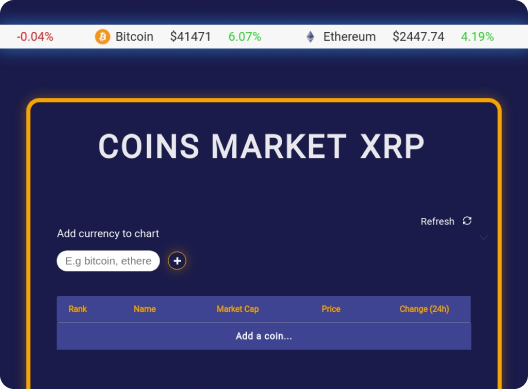 -0.04% Bitcoin $41471 6.07% Ethereum $2447.74 4.19%
COINS MARKET XRP
Refresh
Add currency to chart
E.g bitcoin, ethere
Rank Name Market Cap Price Change (24h)
Add a coin...